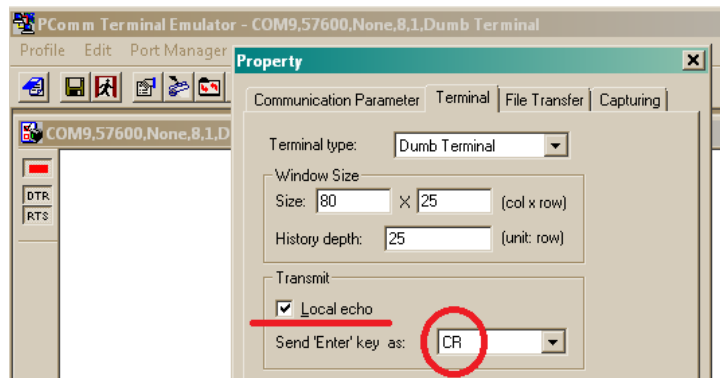 PComm Terminal Emulator - COM9,57600,None,8,1,Dumb Terminal
Profile Edit Port Manager
Property
Communication Parameter Terminal File Transfer Capturing
COM9,57600,None,8,1,D
DTR
RTS
Terminal type: Dumb Terminal
Window Size
Size: 80 X 25 (col x row)
History depth: 25 (unit: row)
Transmit
Local echo
Send 'Enter' key as: CR